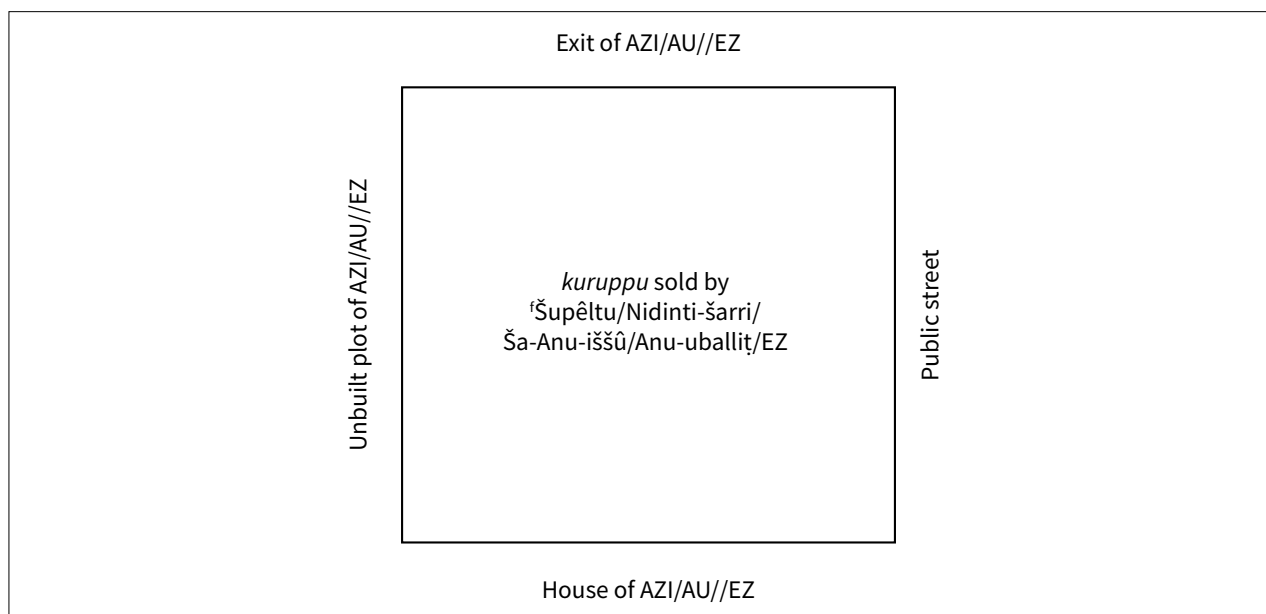 Exit of AZI/AU//EZ
Unbuilt plot of AZI/AU//EZ
kuruppu sold by
ᶠŠupêltu/Nidinti-šarri/
Ša-Anu-iššû/Anu-uballiṭ/EZ
Public street
House of AZI/AU//EZ